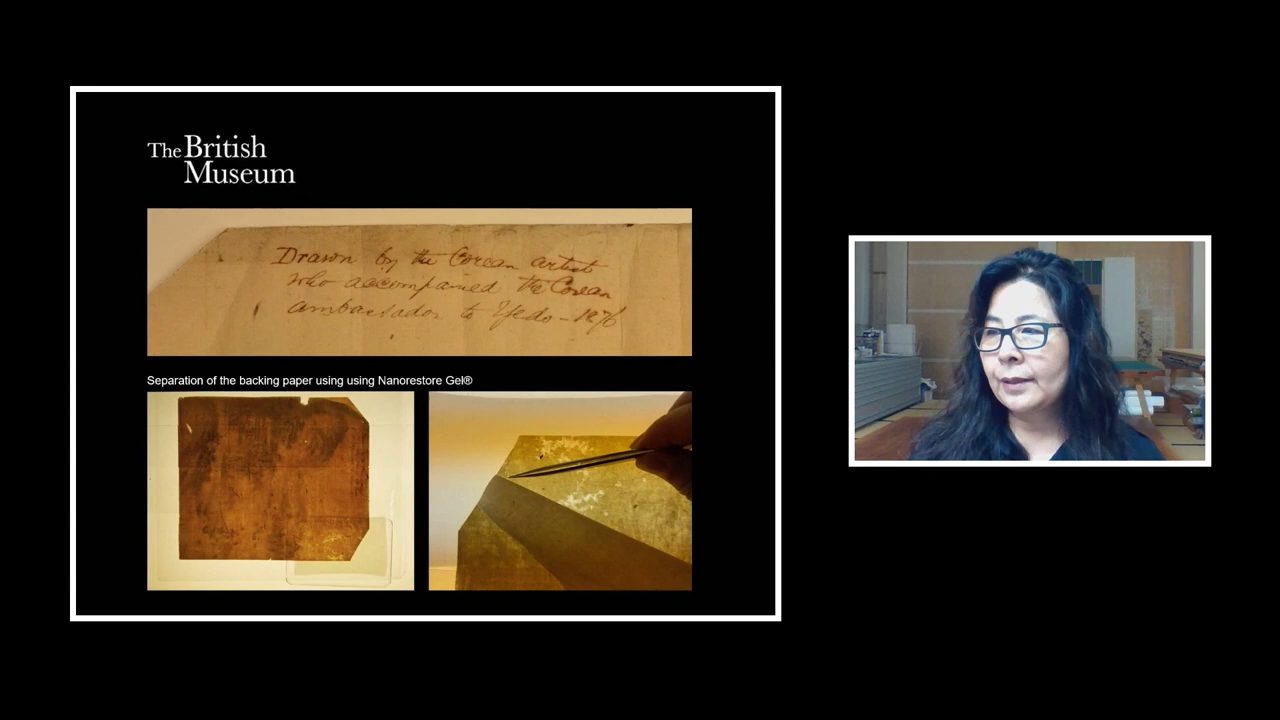 The British
Museum
Drawn by the Corean artist
who accompanied the Corean
ambassador to Yedo - 1876
Separation of the backing paper using using Nanorestore Gel®